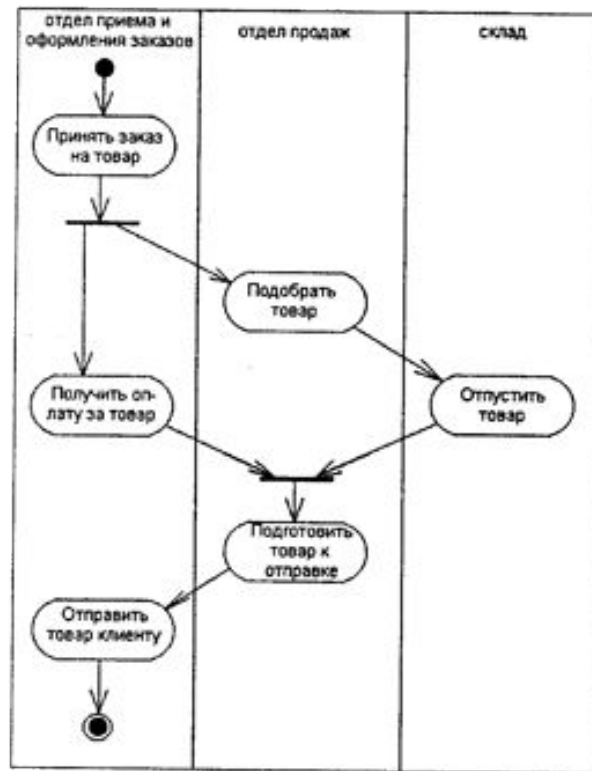 отдел приема и
оформления заказов
отдел продаж
склад
Принять заказ
на товар
Подобрать
товар
Получить оп-
лату за товар
Отпустить
товар
Подготовить
товар к
отправке
Отправить
товар клиенту